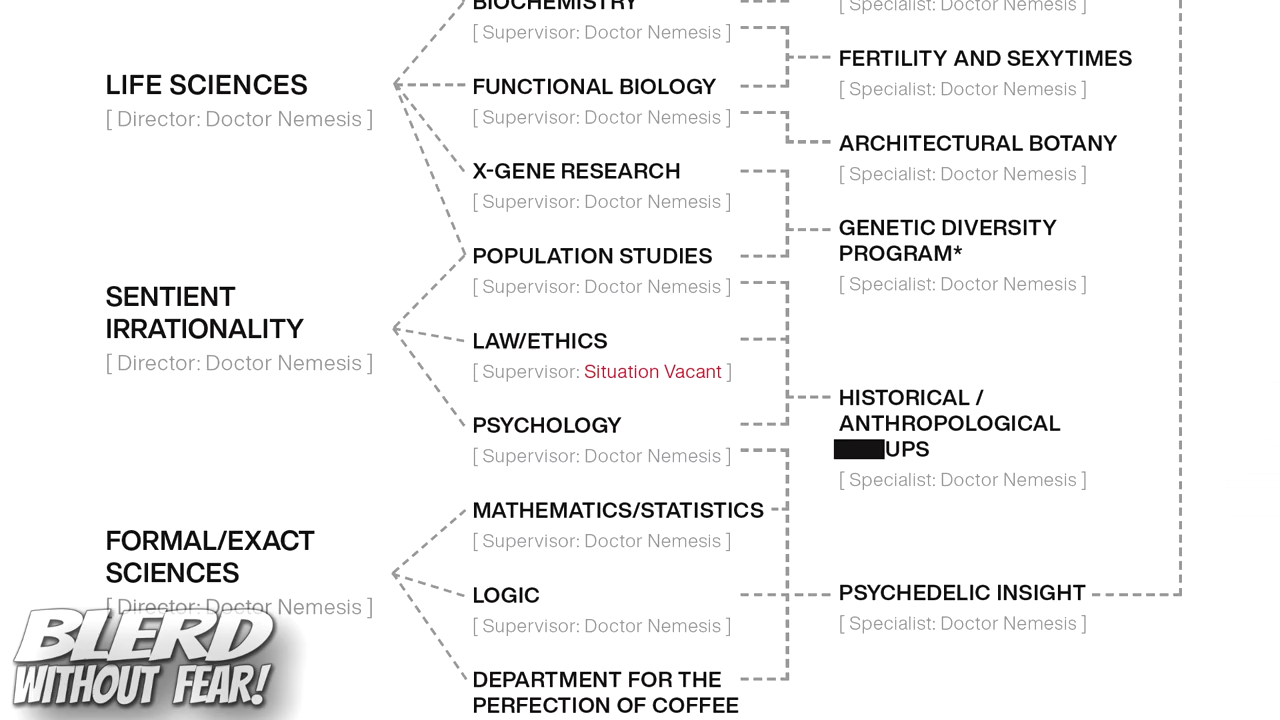 LIFE SCIENCES
[ Director: Doctor Nemesis ]
SENTIENT
IRRATIONALITY
[ Director: Doctor Nemesis ]
FORMAL/EXACT
SCIENCES
[ Director: Doctor Nemesis ]
BIOCHEMISTRY
[ Supervisor: Doctor Nemesis ]
FUNCTIONAL BIOLOGY
[ Supervisor: Doctor Nemesis ]
X-GENE RESEARCH
[ Supervisor: Doctor Nemesis ]
POPULATION STUDIES
[ Supervisor: Doctor Nemesis ]
LAW/ETHICS
[ Supervisor: Situation Vacant ]
PSYCHOLOGY
[ Supervisor: Doctor Nemesis ]
MATHEMATICS/STATISTICS
[ Supervisor: Doctor Nemesis ]
LOGIC
[ Supervisor: Doctor Nemesis ]
DEPARTMENT FOR THE
PERFECTION OF COFFEE
[ Specialist: Doctor Nemesis ]
FERTILITY AND SEXYTIMES
[ Specialist: Doctor Nemesis ]
ARCHITECTURAL BOTANY
[ Specialist: Doctor Nemesis ]
GENETIC DIVERSITY
PROGRAM*
[ Specialist: Doctor Nemesis ]
HISTORICAL /
ANTHROPOLOGICAL
UPS
[ Specialist: Doctor Nemesis ]
PSYCHEDELIC INSIGHT
[ Specialist: Doctor Nemesis ]
BLERD
WITHOUT FEAR!